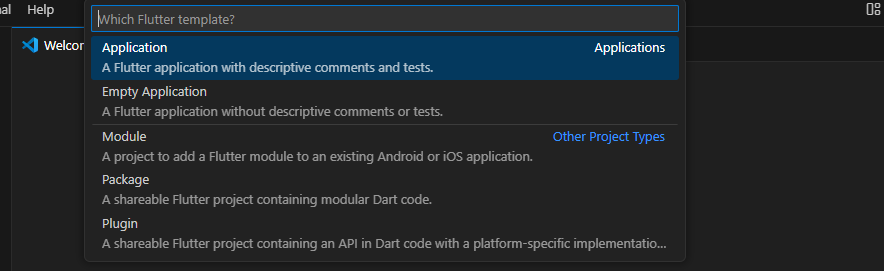 Help
Which Flutter template?
Application Applications
A Flutter application with descriptive comments and tests.
Empty Application
A Flutter application without descriptive comments or tests.
Module Other Project Types
A project to add a Flutter module to an existing Android or iOS application.
Package
A shareable Flutter project containing modular Dart code.
Plugin
A shareable Flutter project containing an API in Dart code with a platform-specific implementatio...